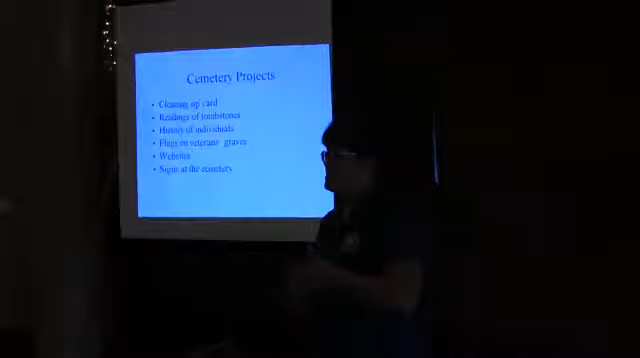 Cemetery Projects
• Cleaning up yard
• Readings of tombstones
• History of individuals
• Flags on veterans' graves
• Websites
• Signs at the cemetery